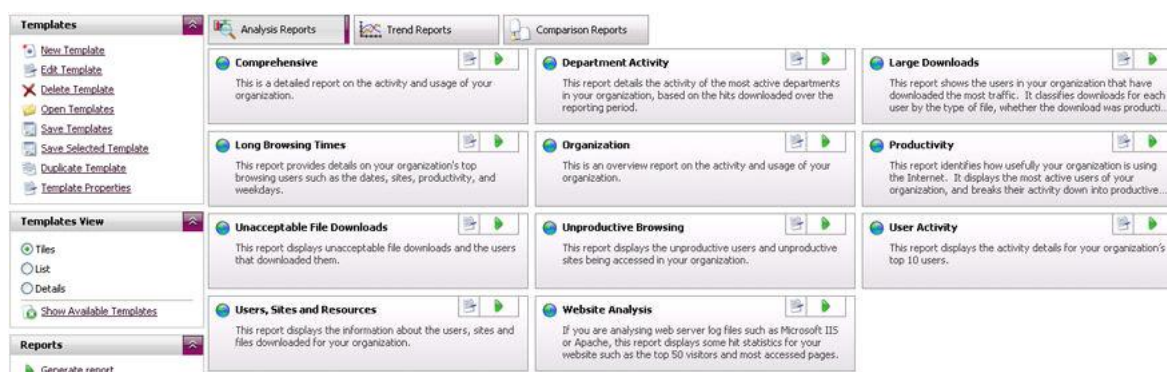 Templates
New Template
Edit Template
Delete Template
Open Templates
Save Templates
Save Selected Template
Duplicate Template
Template Properties
Templates View
Tiles
List
Details
Show Available Templates
Reports
Generate report
Analysis Reports
Trend Reports
Comparison Reports
Comprehensive
This is a detailed report on the activity and usage of your
organization.
Department Activity
This report details the activity of the most active departments
in your organization, based on the hits downloaded over the
reporting period.
Large Downloads
This report shows the users in your organization that have
downloaded the most traffic. It classifies downloads for each
user by the type of file, whether the download was producti...
Long Browsing Times
This report provides details on your organization's top
browsing users such as the dates, sites, productivity, and
weekdays.
Organization
This is an overview report on the activity and usage of your
organization.
Productivity
This report identifies how usefully your organization is using
the Internet. It displays the most active users of your
organization, and breaks their activity down into productive...
Unacceptable File Downloads
This report displays unacceptable file downloads and the users
that downloaded them.
Unproductive Browsing
This report displays the unproductive users and unproductive
sites being accessed in your organization.
User Activity
This report displays the activity details for your organization's
top 10 users.
Users, Sites and Resources
This report displays the information about the users, sites and
files downloaded for your organization.
Website Analysis
If you are analysing web server log files such as Microsoft IIS
or Apache, this report displays some hit statistics for your
website such as the top 50 visitors and most accessed pages.